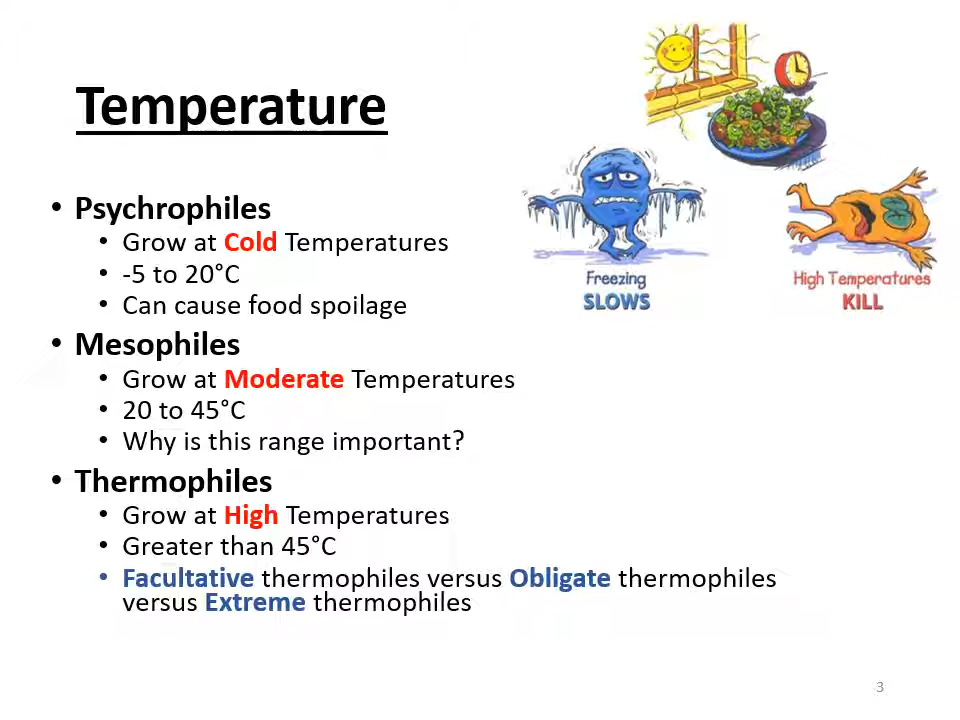 Temperature
• Psychrophiles
• Grow at Cold Temperatures
• -5 to 20°C
• Can cause food spoilage
• Mesophiles
• Grow at Moderate Temperatures
• 20 to 45°C
• Why is this range important?
• Thermophiles
• Grow at High Temperatures
• Greater than 45°C
• Facultative thermophiles versus Obligate thermophiles
versus Extreme thermophiles
Freezing
SLOWS
High Temperatures
KILL
3